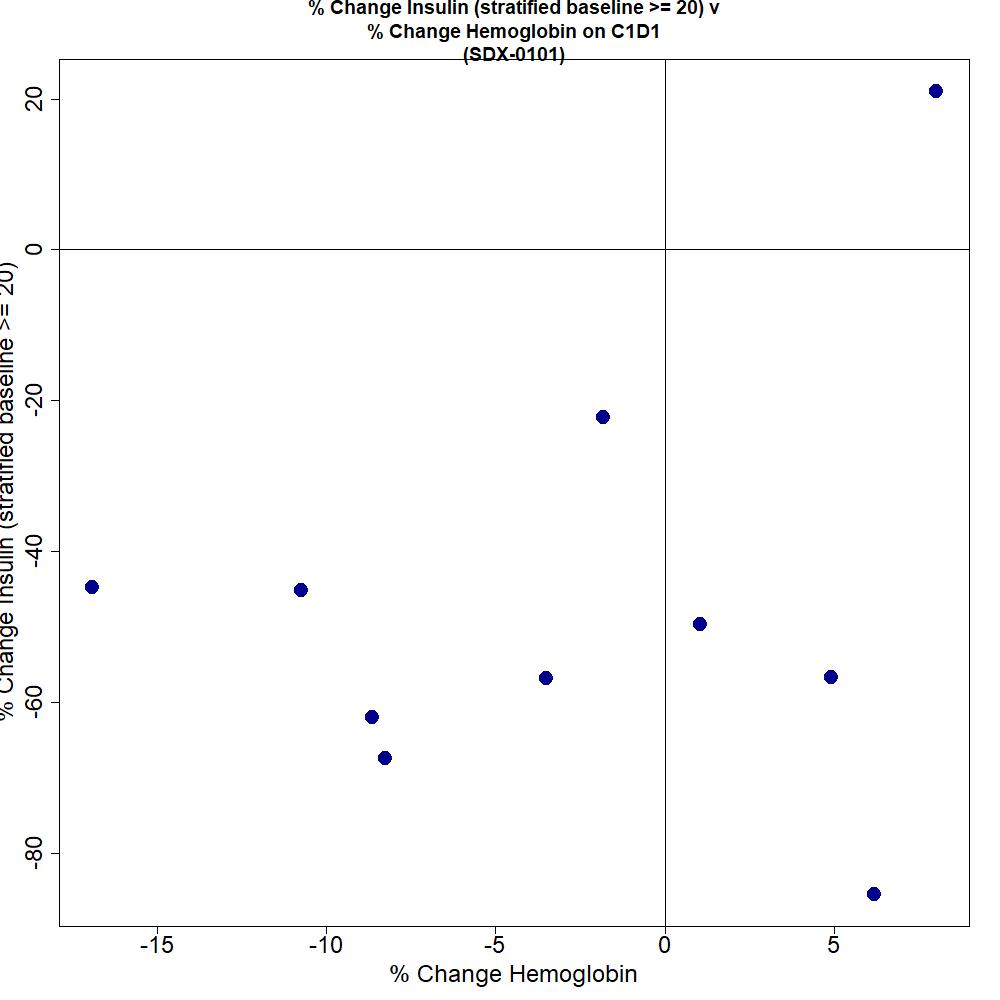 % Change Insulin (stratified baseline >= 20) v
% Change Hemoglobin on C1D1
(SDX-0101)
% Change Insulin (stratified baseline >= 20)
20
0
-20
-40
-60
-80
-15
-10
-5
0
5
% Change Hemoglobin